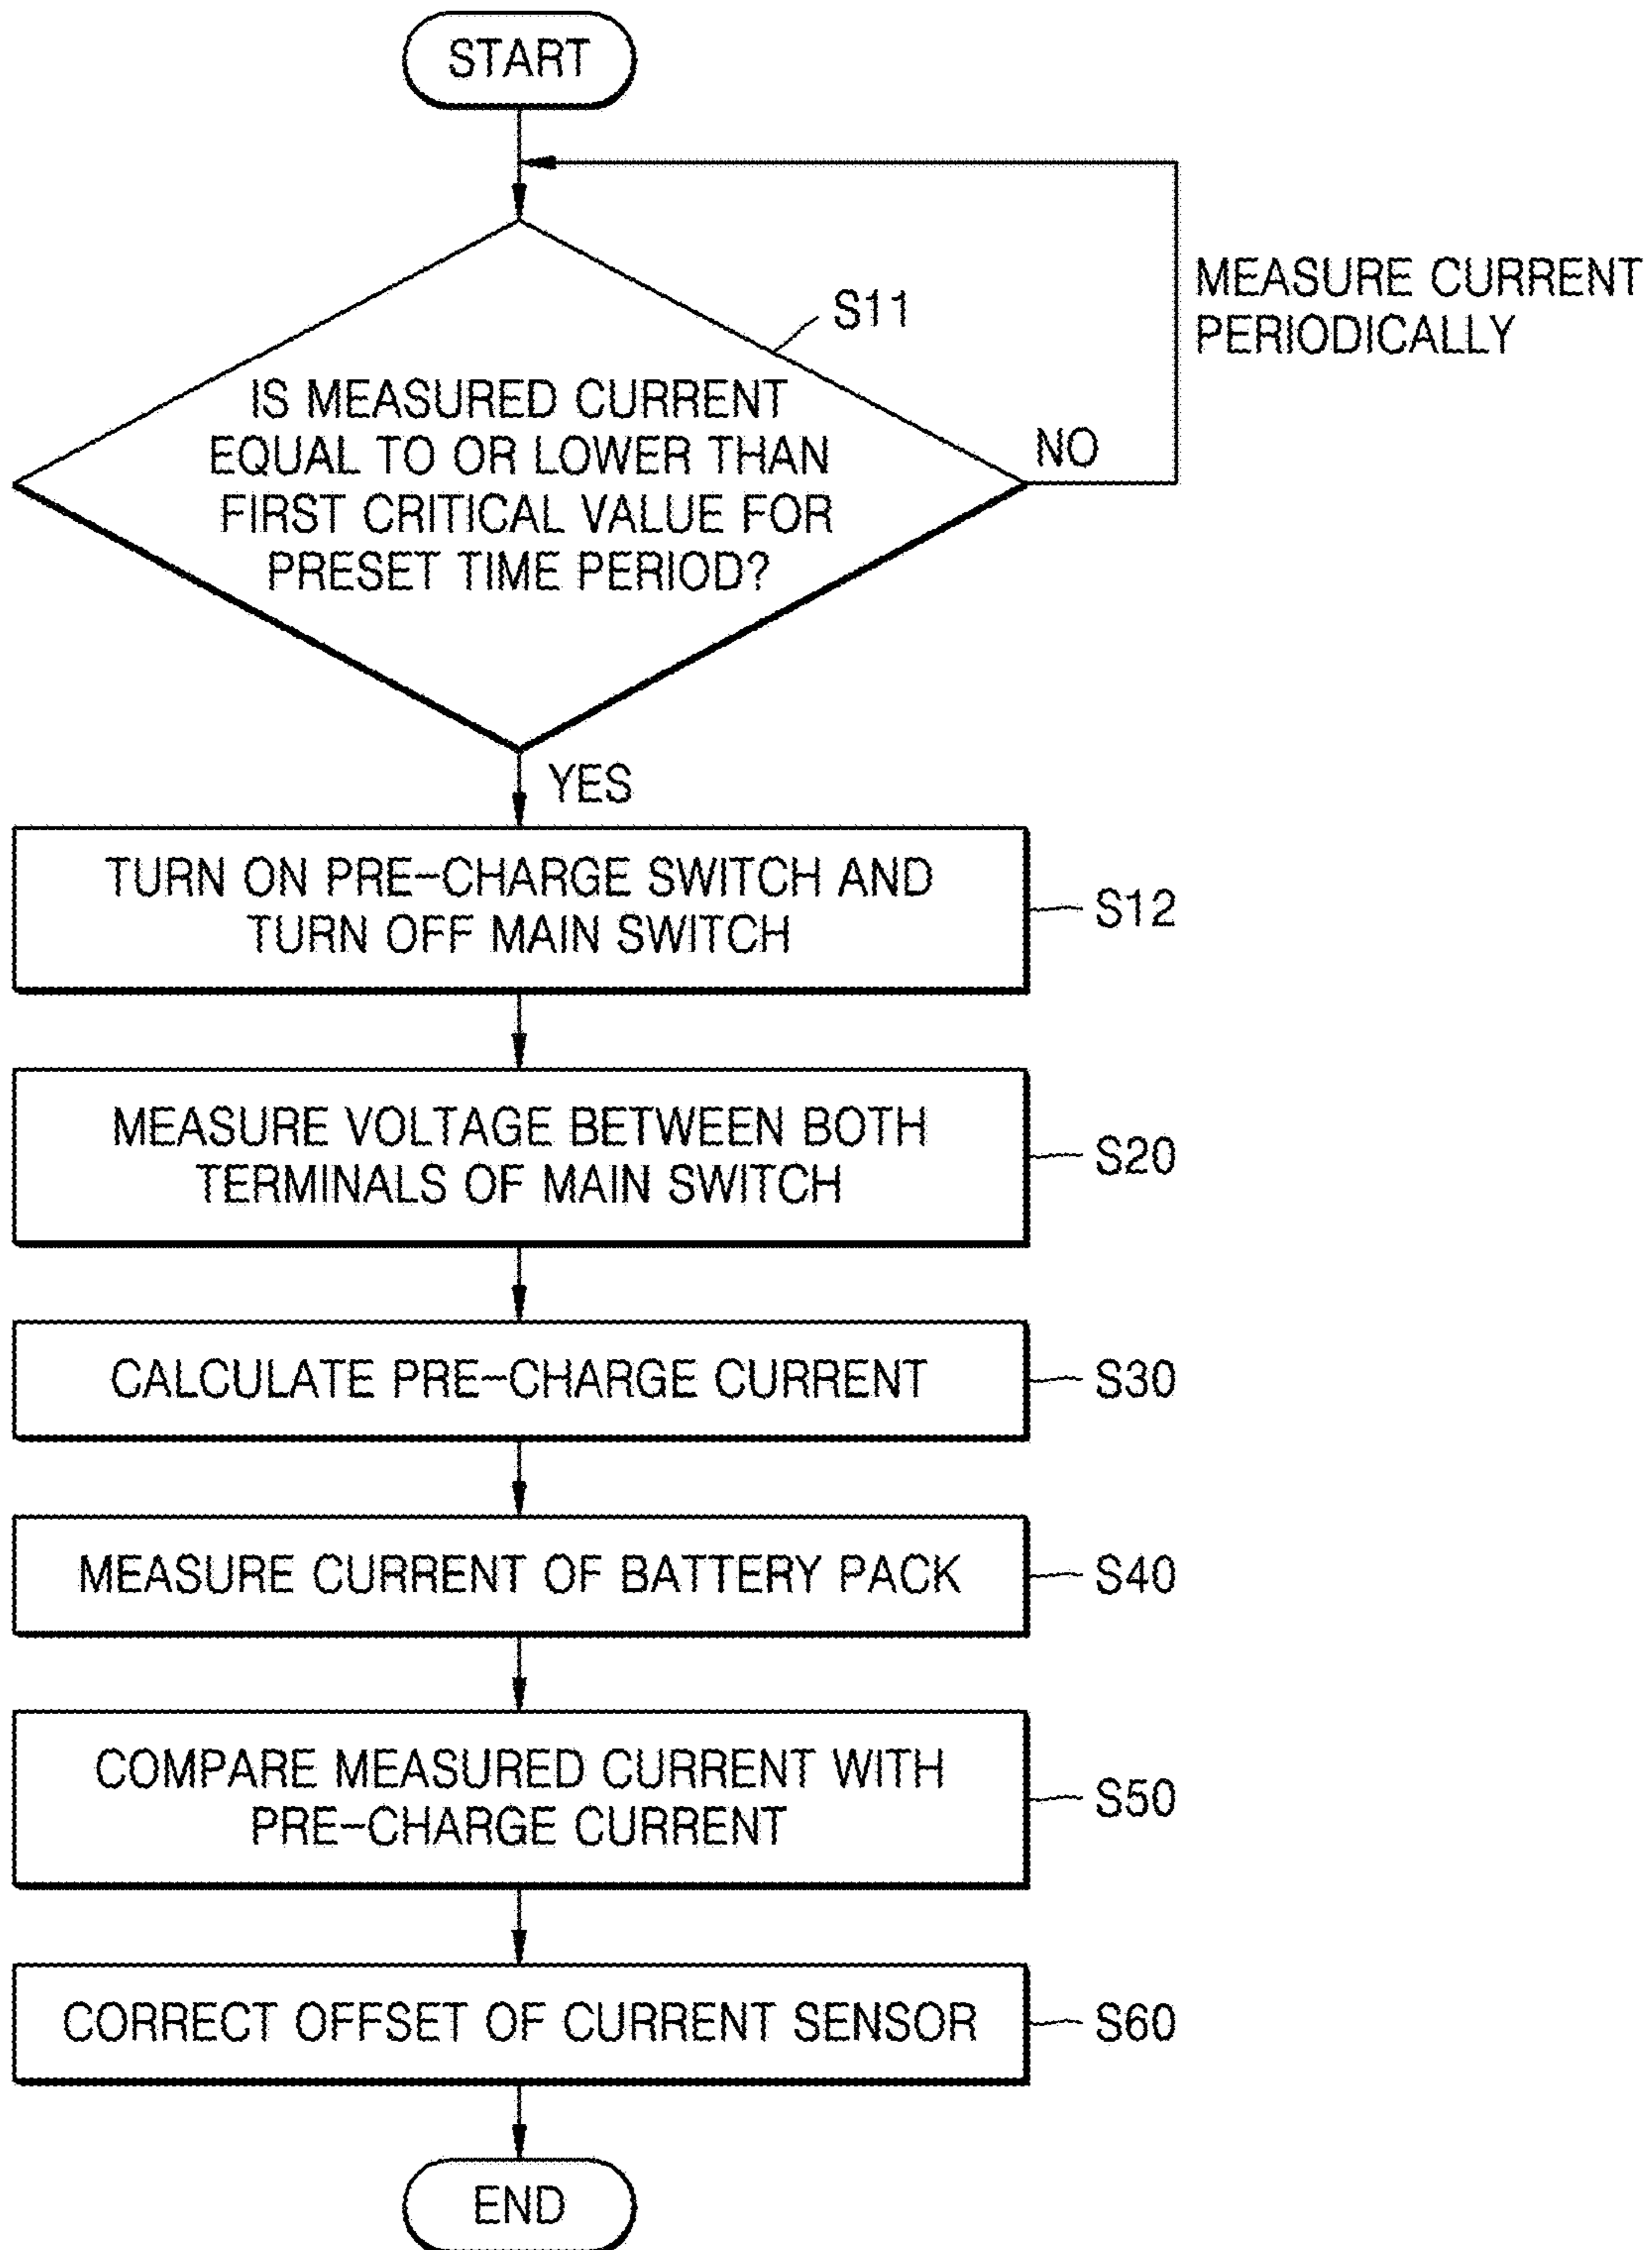 START
MEASURE CURRENT
PERIODICALLY
S11
IS MEASURED CURRENT
EQUAL TO OR LOWER THAN
FIRST CRITICAL VALUE FOR
PRESET TIME PERIOD?
NO
YES
TURN ON PRE-CHARGE SWITCH AND
TURN OFF MAIN SWITCH
S12
MEASURE VOLTAGE BETWEEN BOTH
TERMINALS OF MAIN SWITCH
S20
CALCULATE PRE-CHARGE CURRENT
S30
MEASURE CURRENT OF BATTERY PACK
S40
COMPARE MEASURED CURRENT WITH
PRE-CHARGE CURRENT
S50
CORRECT OFFSET OF CURRENT SENSOR
S60
END